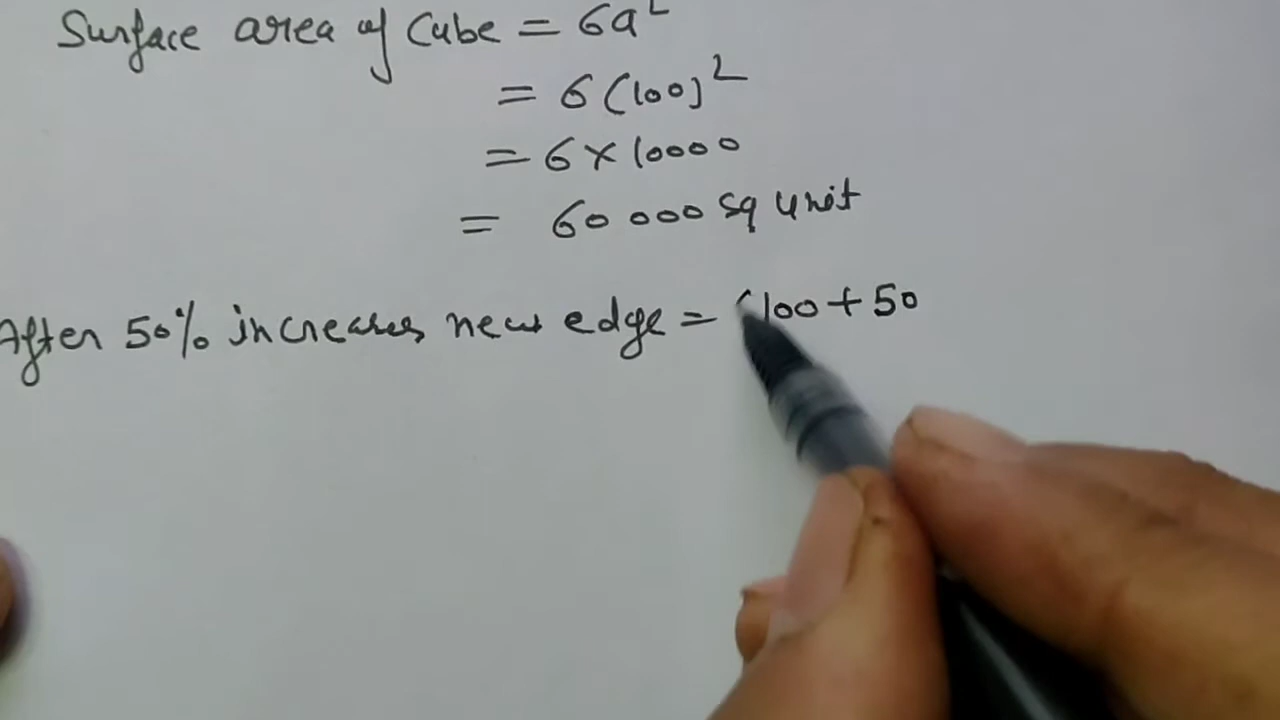 Surface area of Cube = 6a²
= 6(100)²
= 6×10000
= 60000 sq unit
After 50% increases new edge = (100+50